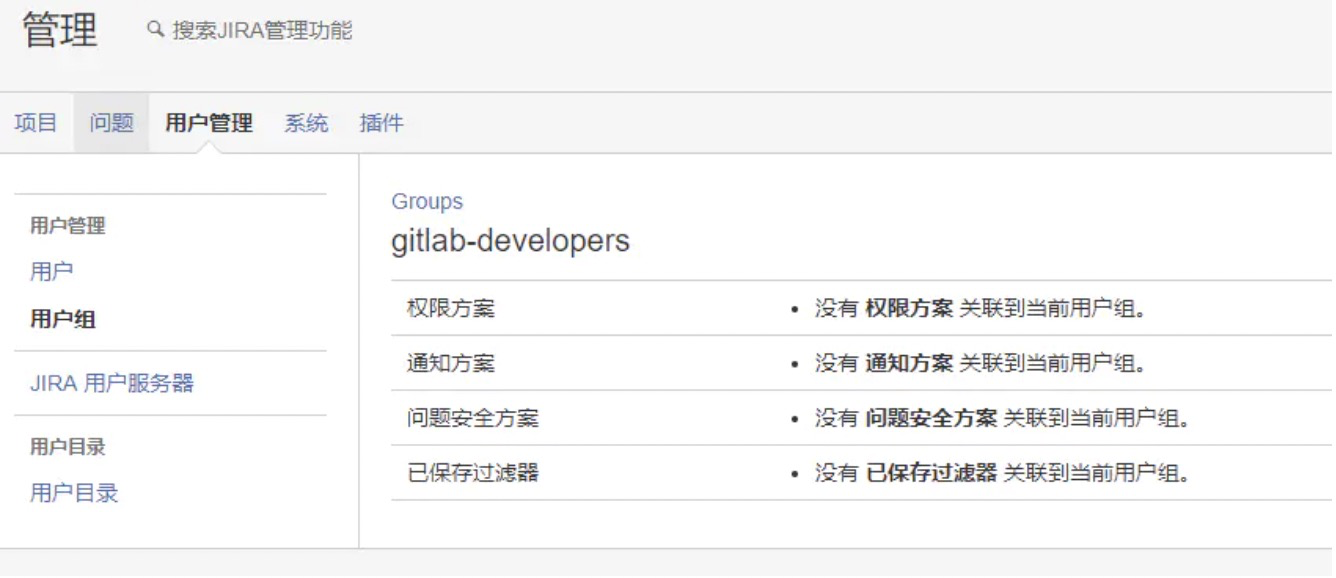 管理 搜索JIRA管理功能
项目 问题 用户管理 系统 插件
用户管理
用户
用户组
JIRA 用户服务器
用户目录
用户目录
Groups
gitlab-developers
权限方案 • 没有 权限方案 关联到当前用户组。
通知方案 • 没有 通知方案 关联到当前用户组。
问题安全方案 • 没有 问题安全方案 关联到当前用户组。
已保存过滤器 • 没有 已保存过滤器 关联到当前用户组。